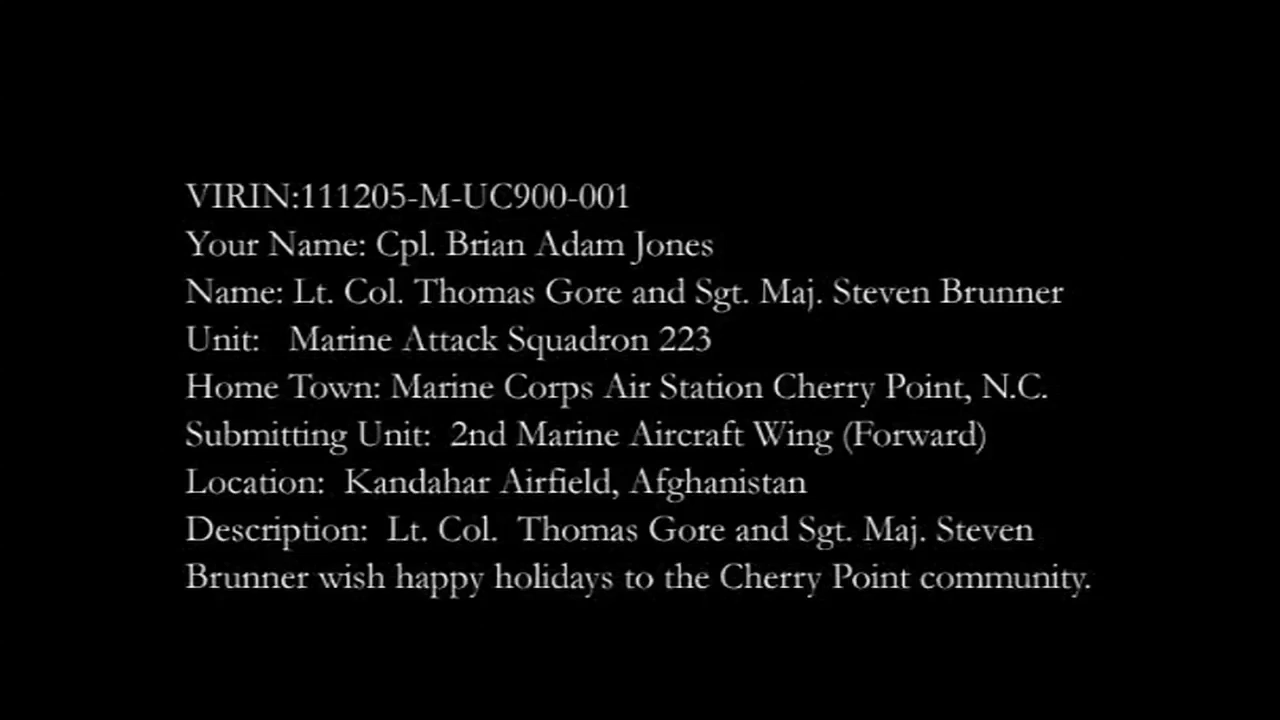 VIRIN:111205-M-UC900-001
Your Name: Cpl. Brian Adam Jones
Name: Lt. Col. Thomas Gore and Sgt. Maj. Steven Brunner
Unit:   Marine Attack Squadron 223
Home Town: Marine Corps Air Station Cherry Point, N.C.
Submitting Unit:  2nd Marine Aircraft Wing (Forward)
Location:  Kandahar Airfield, Afghanistan
Description:  Lt. Col.  Thomas Gore and Sgt. Maj. Steven
Brunner wish happy holidays to the Cherry Point community.